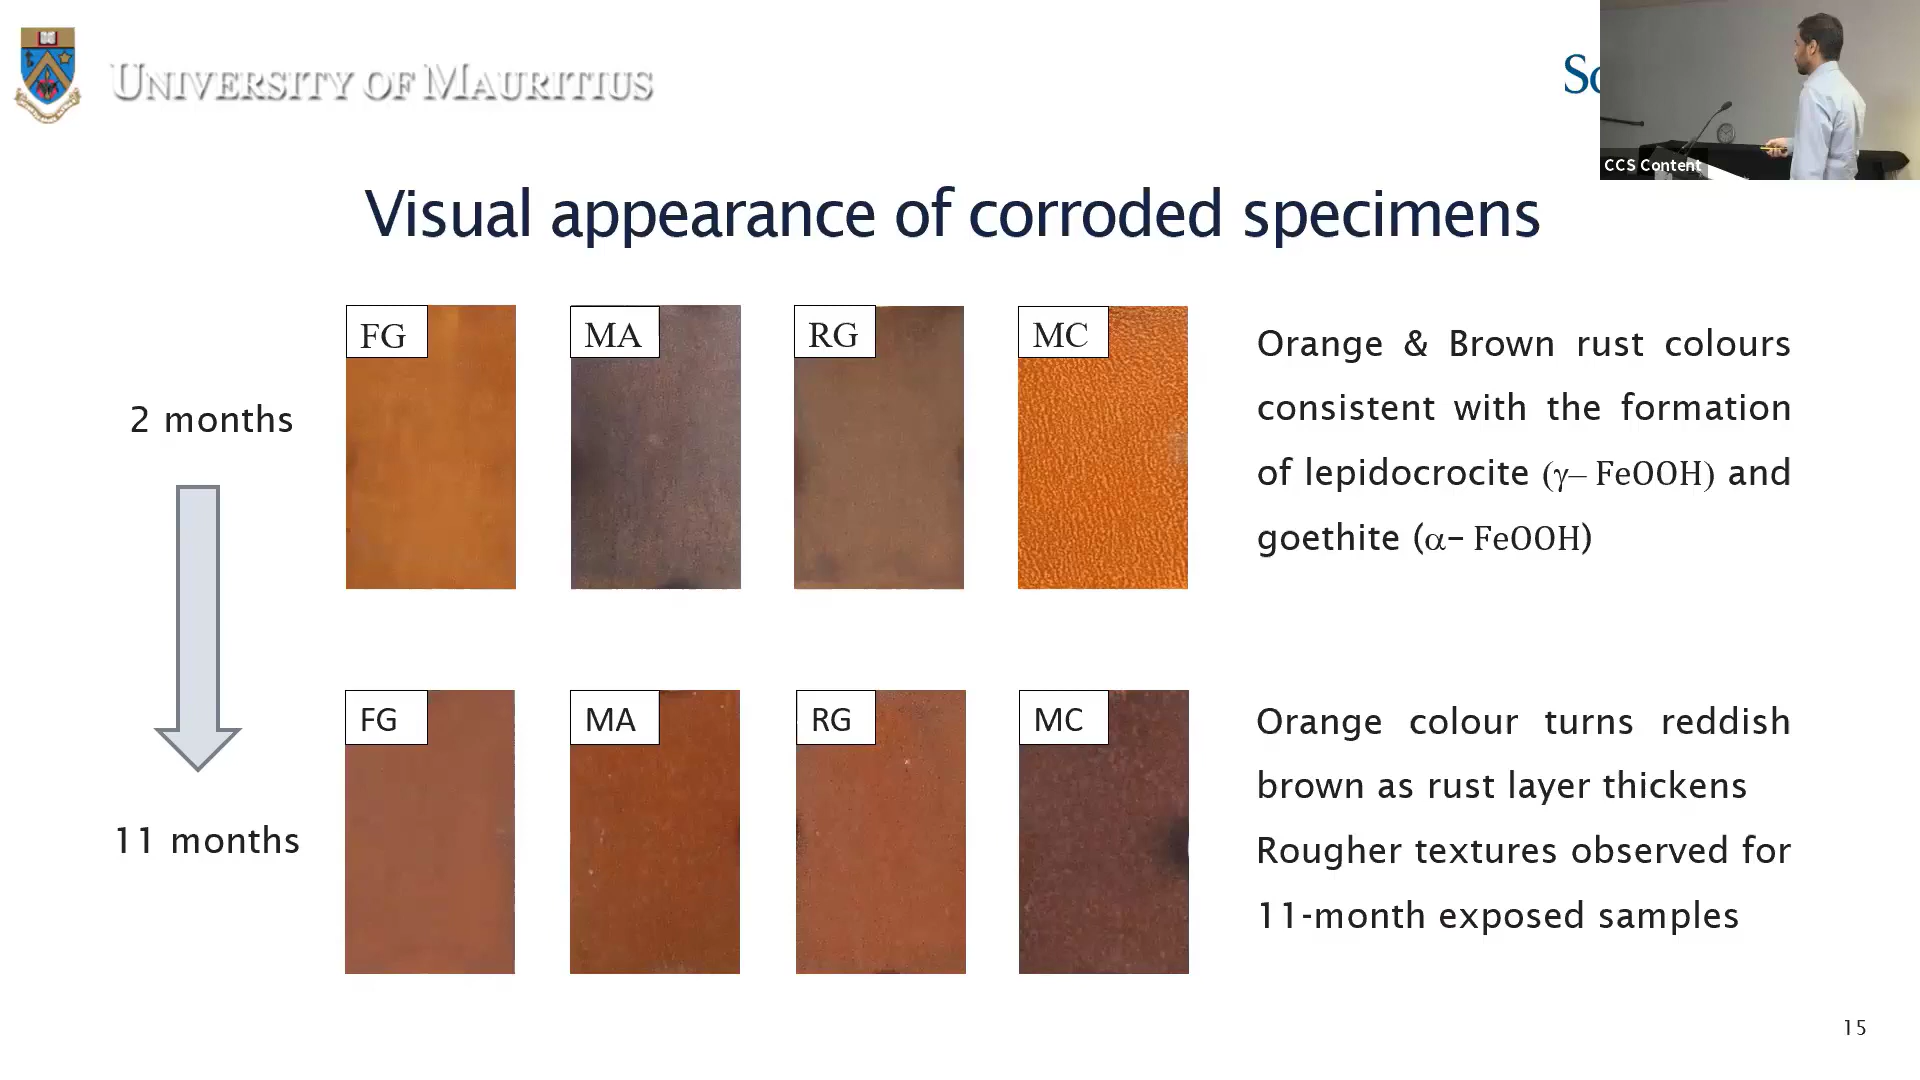 UNIVERSITY OF MAURITIUS
CCS Content
Visual appearance of corroded specimens
2 months
FG
MA
RG
MC
Orange & Brown rust colours
consistent with the formation
of lepidocrocite (γ– FeOOH) and
goethite (α– FeOOH)
11 months
FG
MA
RG
MC
Orange colour turns reddish
brown as rust layer thickens
Rougher textures observed for
11-month exposed samples
15